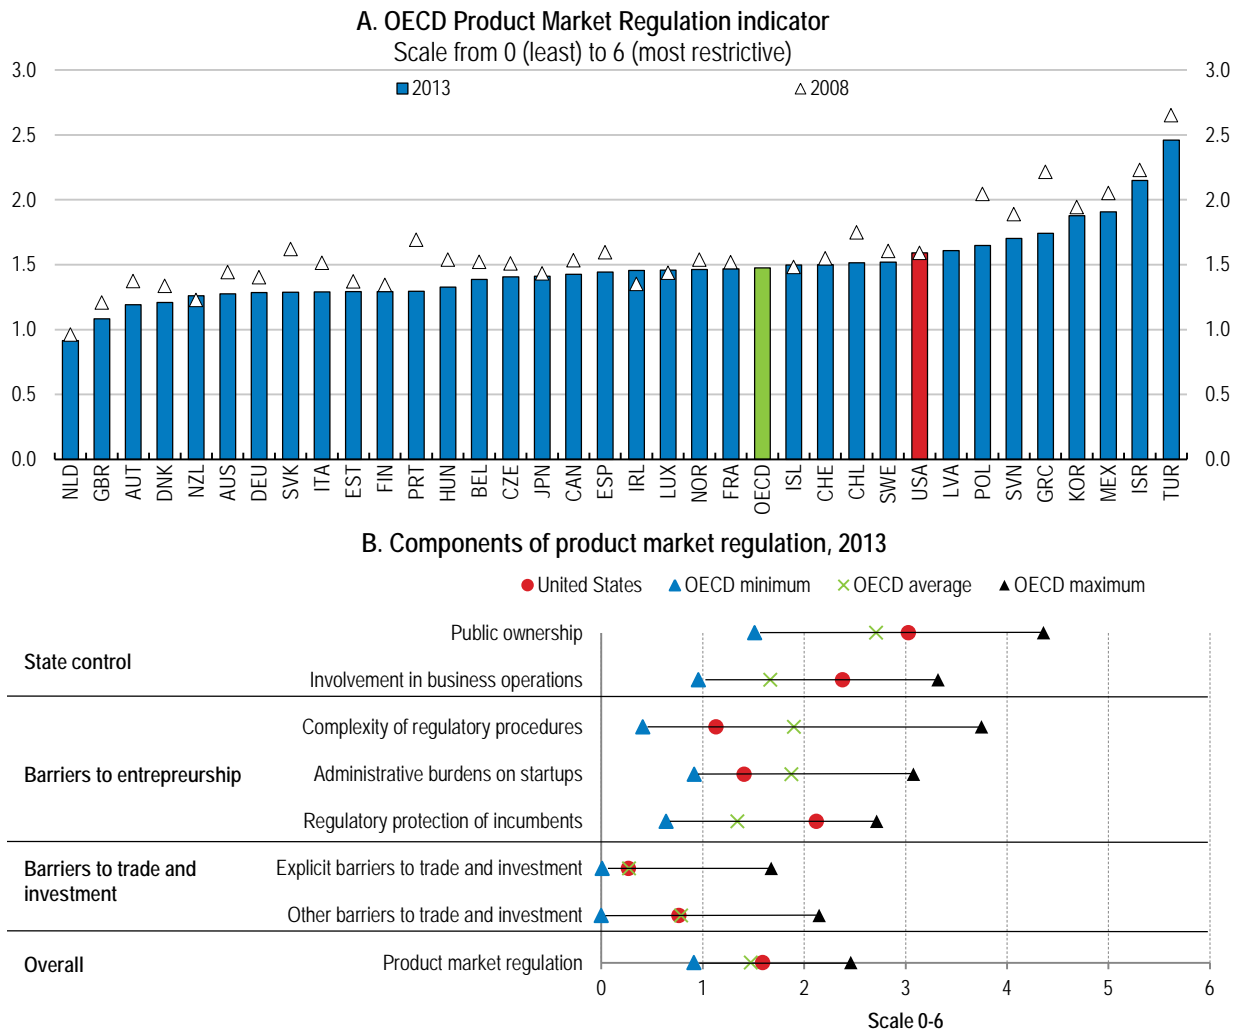 A. OECD Product Market Regulation indicator
Scale from 0 (least) to 6 (most restrictive)
3.0 3.0
2013 2008
2.5 2.5
2.0 2.0
1.5 1.5
1.0 1.0
0.5 0.5
0.0 0.0
NLD GBR AUT DNK NZL AUS DEU SVK ITA EST FIN PRT HUN BEL CZE JPN CAN ESP IRL LUX NOR FRA OECD ISL CHE CHL SWE USA LVA POL SVN GRC KOR MEX ISR TUR
B. Components of product market regulation, 2013
United States OECD minimum OECD average OECD maximum
Public ownership
State control
Involvement in business operations
Complexity of regulatory procedures
Barriers to entrepreurship Administrative burdens on startups
Regulatory protection of incumbents
Barriers to trade and Explicit barriers to trade and investment
investment
Other barriers to trade and investment
Overall Product market regulation
0 1 2 3 4 5 6
Scale 0-6